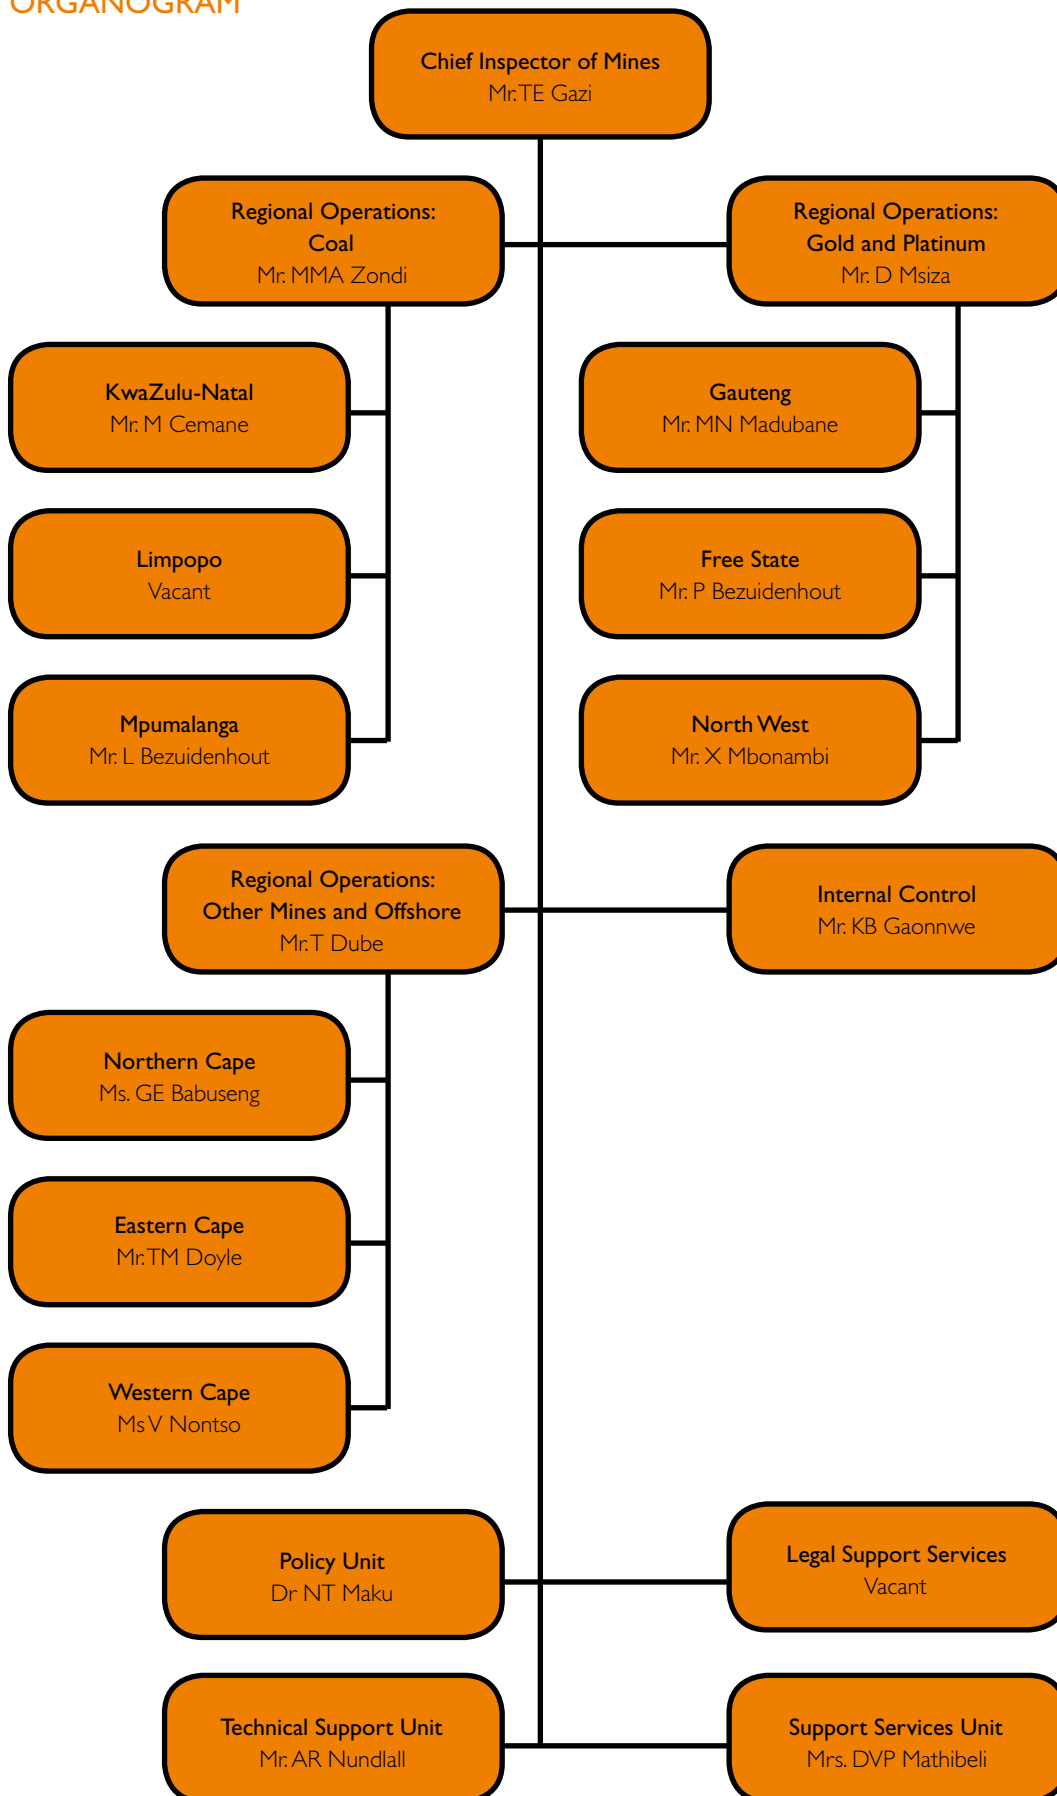 ORGANOGRAM
Chief Inspector of Mines
Mr. TE Gazi
Regional Operations:
Coal
Mr. MMA Zondi
Regional Operations:
Gold and Platinum
Mr. D Msiza
KwaZulu-Natal
Mr. M Cemane
Gauteng
Mr. MN Madubane
Limpopo
Vacant
Free State
Mr. P Bezuidenhout
Mpumalanga
Mr. L Bezuidenhout
North West
Mr. X Mbonambi
Regional Operations:
Other Mines and Offshore
Mr. T Dube
Internal Control
Mr. KB Gaonnwe
Northern Cape
Ms. GE Babuseng
Eastern Cape
Mr. TM Doyle
Western Cape
Ms V Nontso
Policy Unit
Dr NT Maku
Legal Support Services
Vacant
Technical Support Unit
Mr. AR Nundlall
Support Services Unit
Mrs. DVP Mathibeli